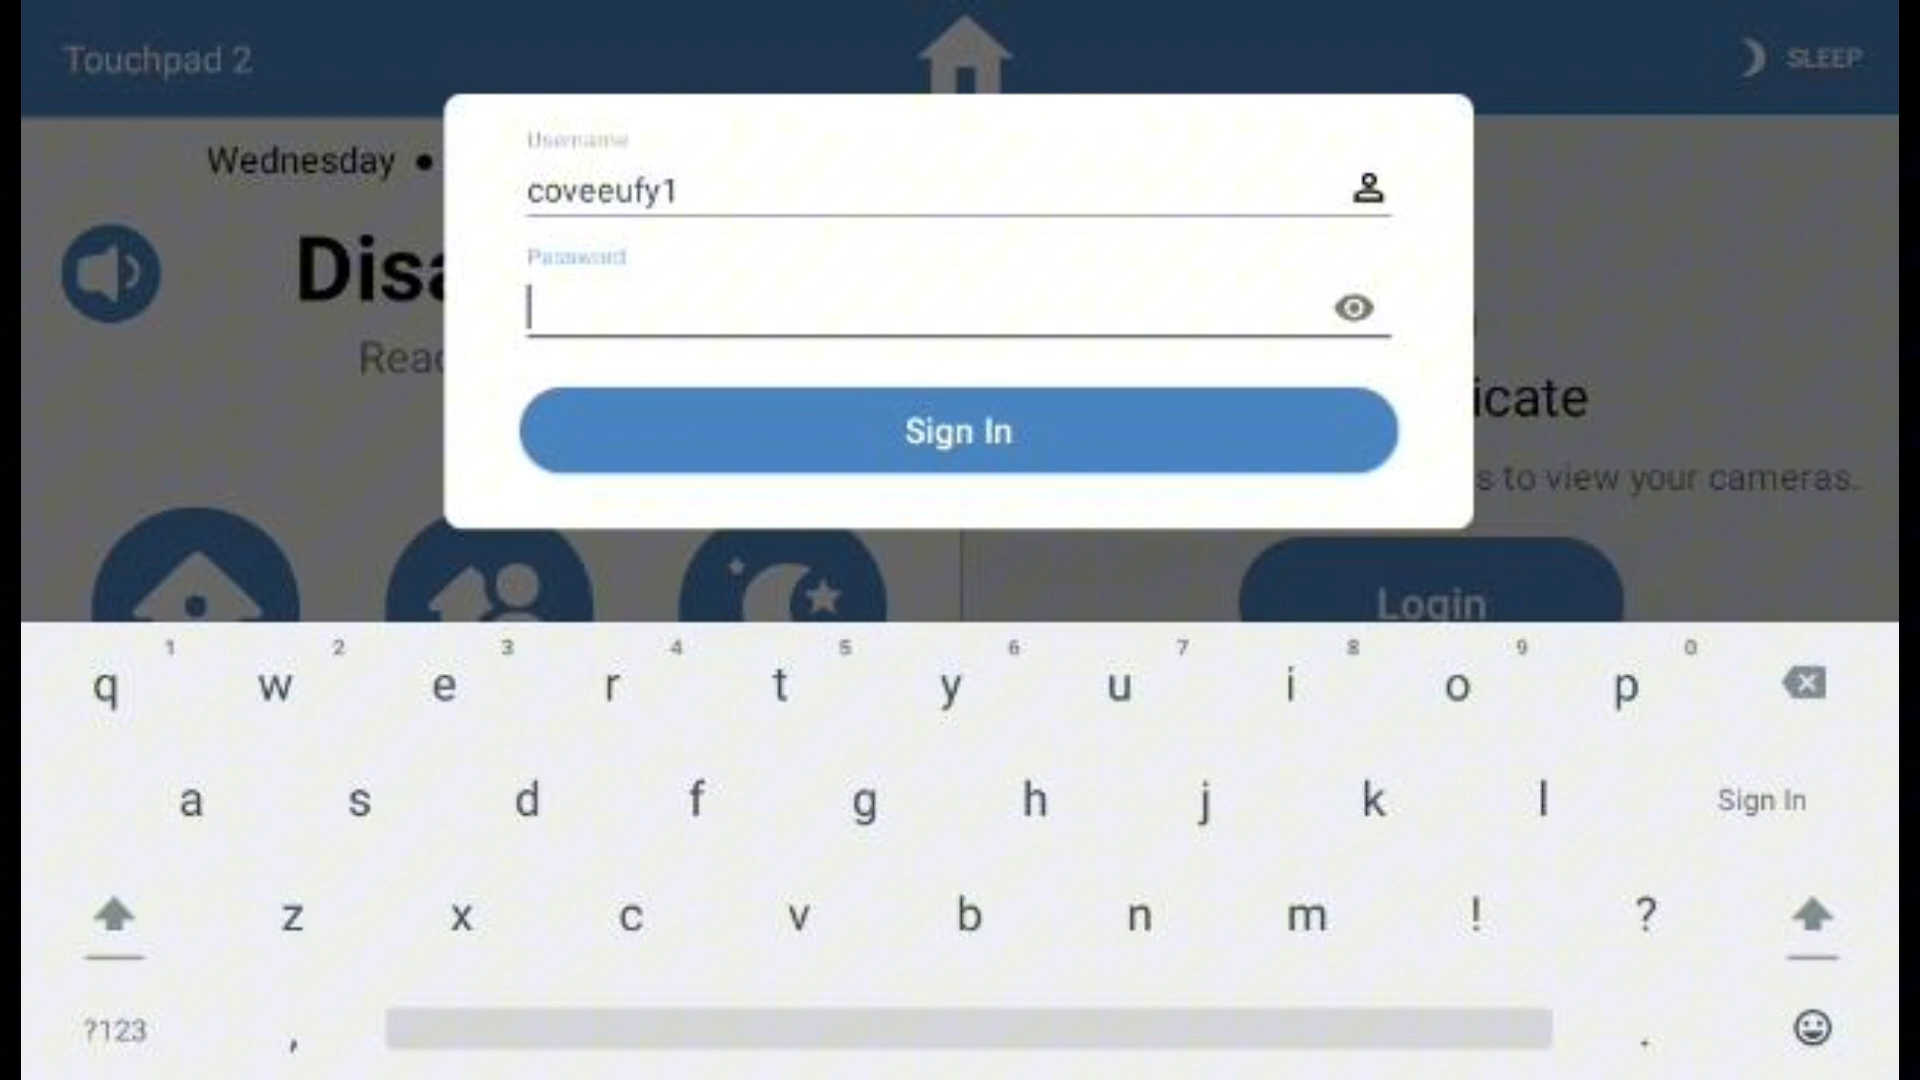 Touchpad 2
SLEEP
Wednesday •
Username
coveeufy1
Password
Disa
Read
Sign In
icate
s to view your cameras.
Login
1 2 3 4 5 6 7 8 9 0
q w e r t y u i o p
a s d f g h j k l Sign In
z x c v b n m ! ?
?123 , .